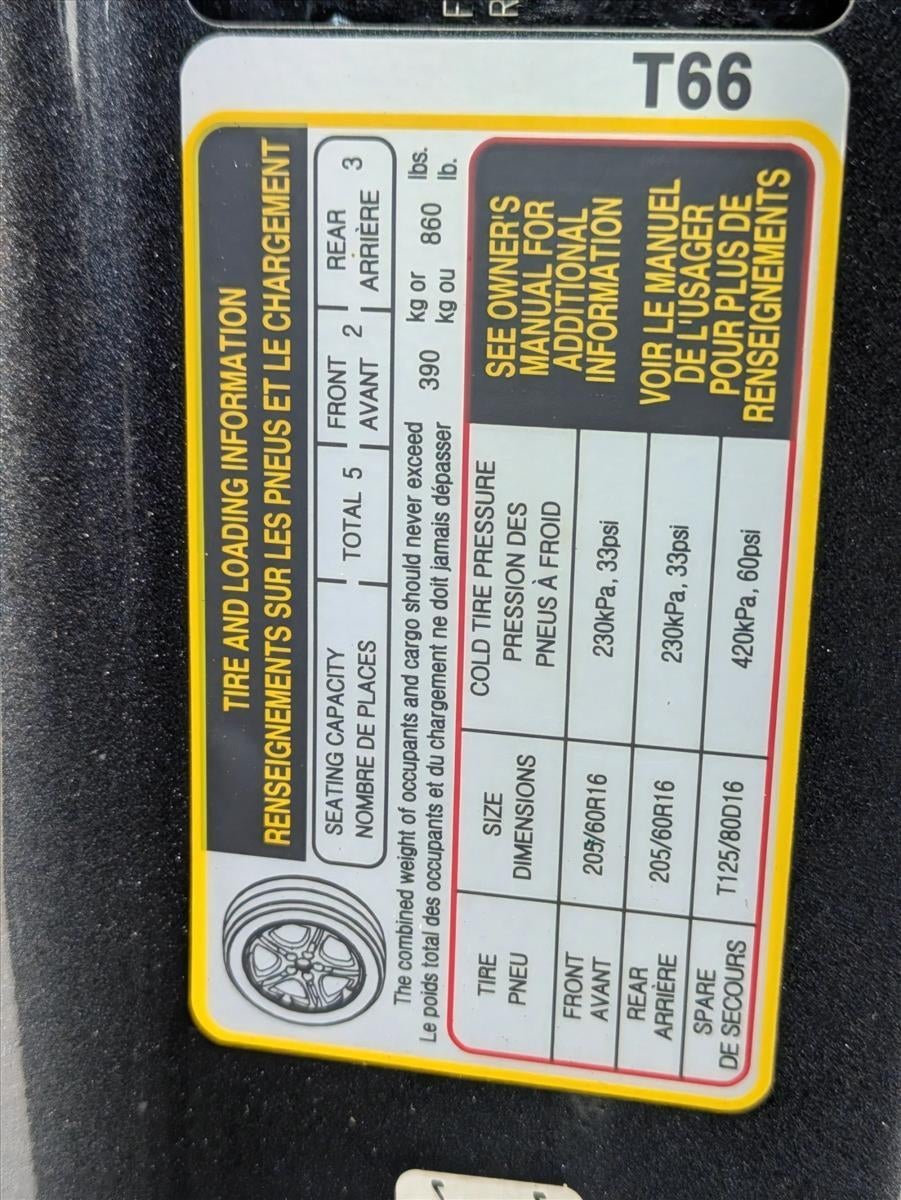 T66
TIRE AND LOADING INFORMATION
RENSEIGNEMENTS SUR LES PNEUS ET LE CHARGEMENT
SEATING CAPACITY
NOMBRE DE PLACES
TOTAL 5
FRONT
AVANT 2
REAR
ARRIÈRE 3
The combined weight of occupants and cargo should never exceed 390 kg or 860 lbs.
Le poids total des occupants et du chargement ne doit jamais dépasser 390 kg ou 860 lb.
TIRE
PNEU
SIZE
DIMENSIONS
COLD TIRE PRESSURE
PRESSION DES
PNEUS À FROID
FRONT
AVANT
205/60R16
230kPa, 33psi
REAR
ARRIÈRE
205/60R16
230kPa, 33psi
SPARE
DE SECOURS
T125/80D16
420kPa, 60psi
SEE OWNER'S
MANUAL FOR
ADDITIONAL
INFORMATION
VOIR LE MANUEL
DE L'USAGER
POUR PLUS DE
RENSEIGNEMENTS